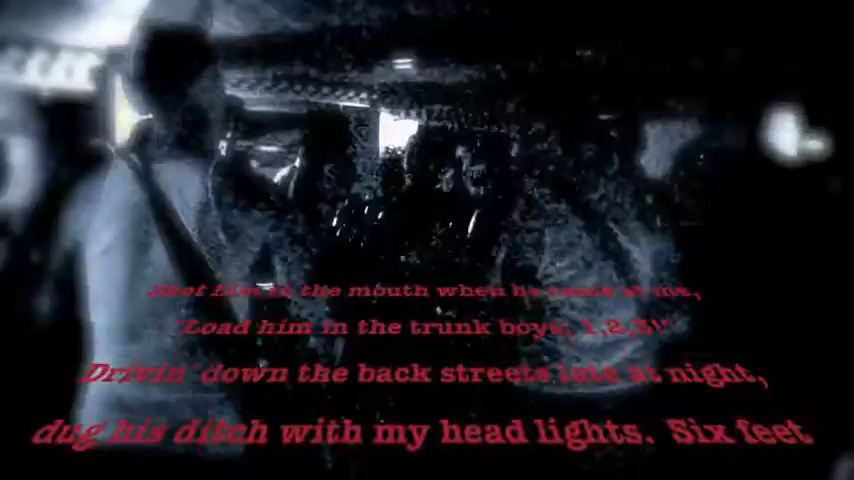 Shot him in the mouth when he came at me,
"Load him in the trunk boys, 1,2,3!"
Drivin' down the back streets late at night,
dug his ditch with my head lights. Six feet